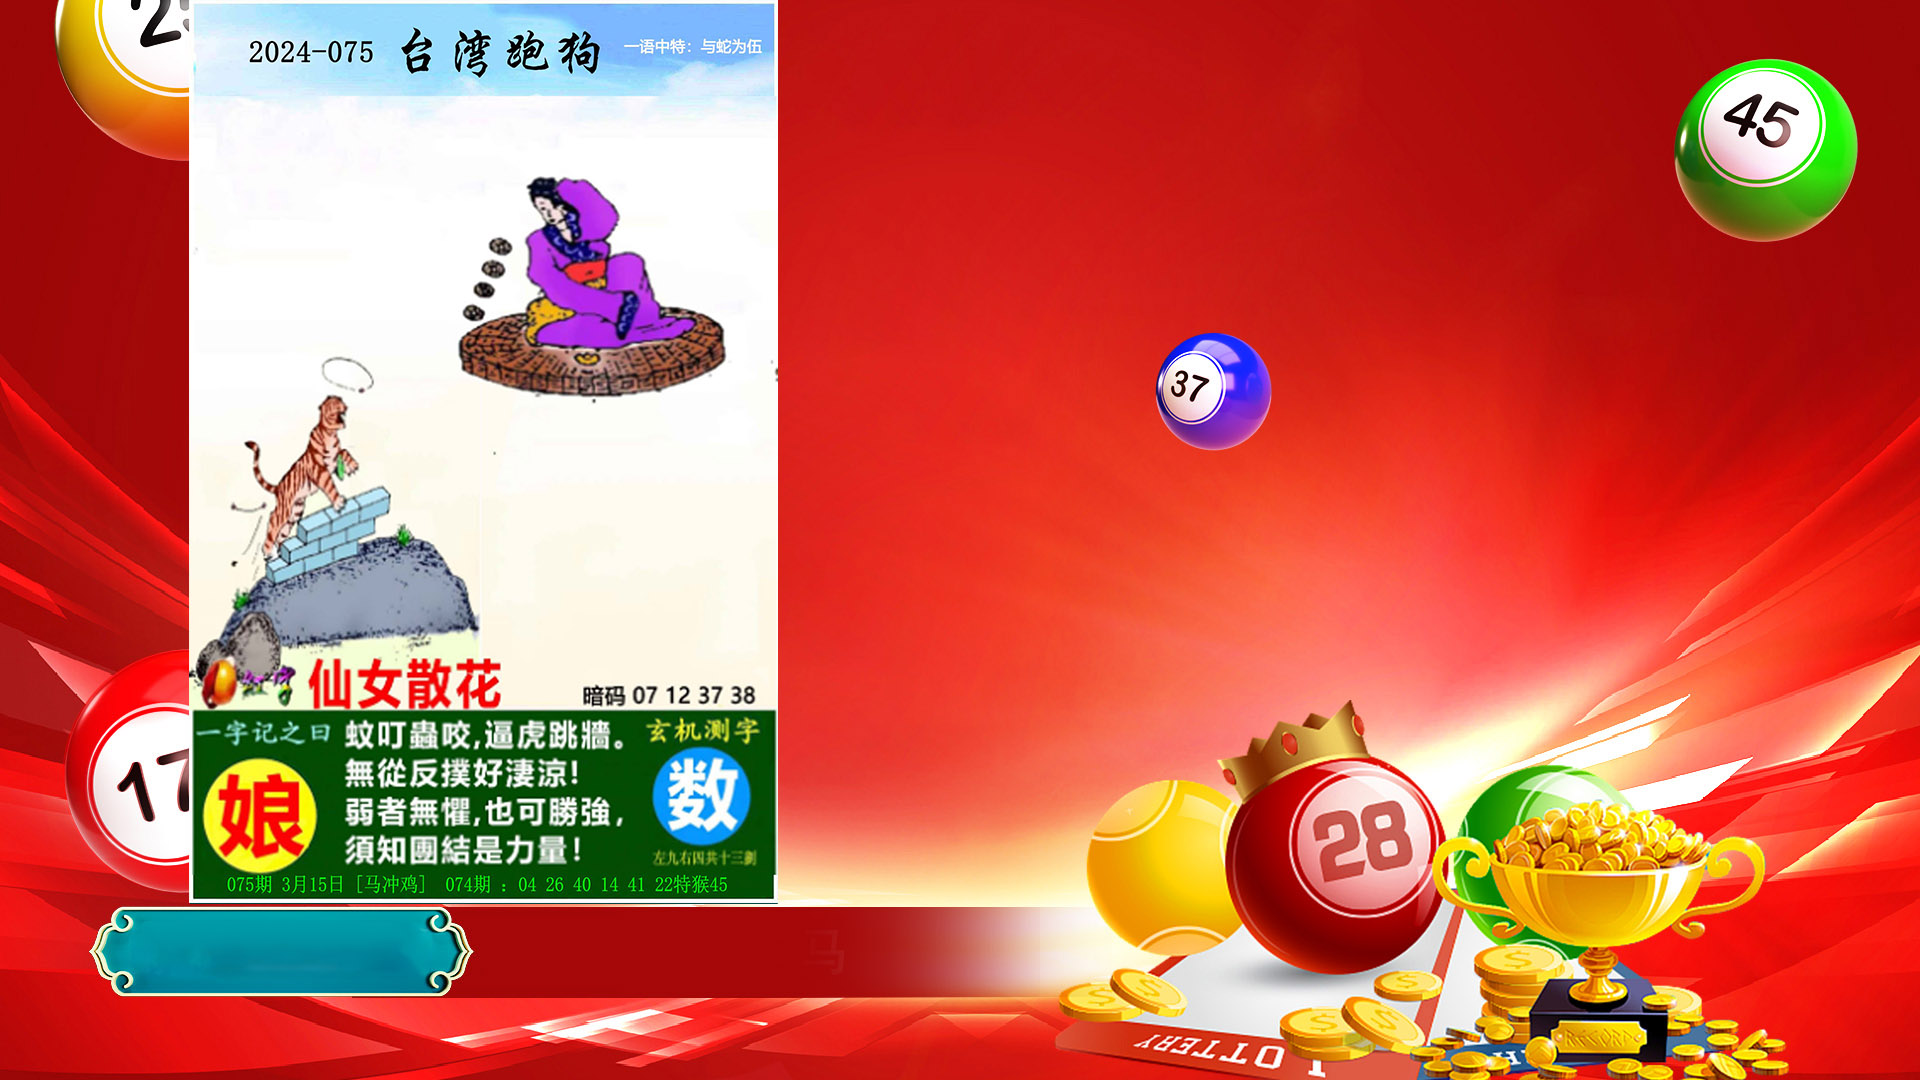 2024-075 台湾跑狗 一语中特：与蛇为伍
仙女散花
暗码 07 12 37 38
一字记之曰
娘
蚊叮蟲咬,逼虎跳牆。
無從反撲好淒涼!
弱者無懼,也可勝強,
須知團結是力量!
玄机测字
数
左九右四共十三劃
075期 3月15日 [马冲鸡] 074期 : 04 26 40 14 41 22特猴45
25
17
45
37
28
马
LOTTERY